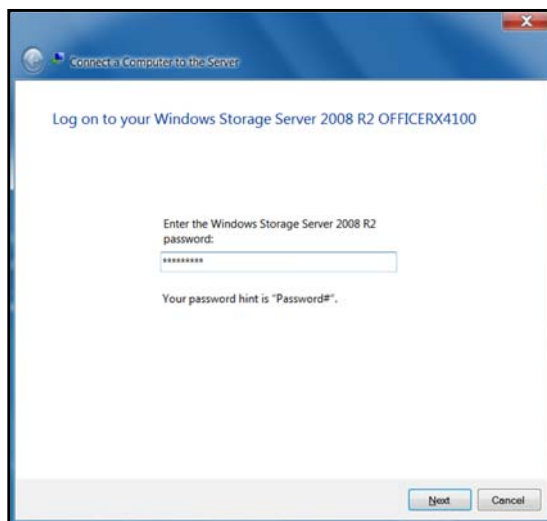 Connect a Computer to the Server
Log on to your Windows Storage Server 2008 R2 OFFICERX4100
Enter the Windows Storage Server 2008 R2
password:
*********
Your password hint is "Password#".
Next
Cancel